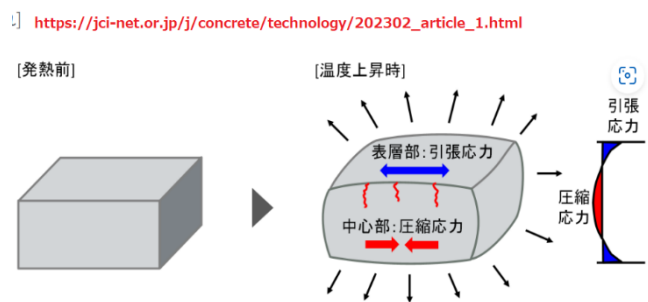 ] https://jci-net.or.jp/j/concrete/technology/202302_article_1.html
[発熱前]
[温度上昇時]
引張
応力
表層部:引張応力
圧縮
応力
中心部:圧縮応力